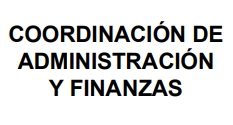 COORDINACIÓN DE
ADMINISTRACIÓN
Y FINANZAS